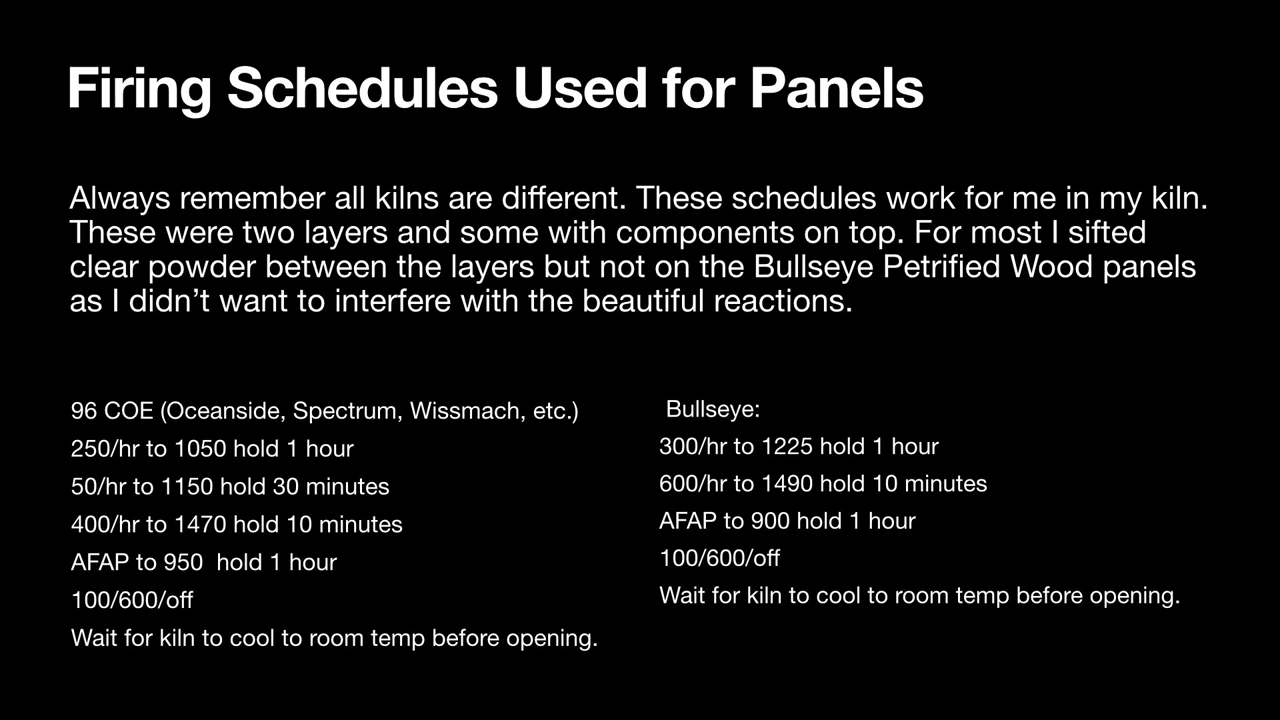 Firing Schedules Used for Panels
Always remember all kilns are different. These schedules work for me in my kiln.
These were two layers and some with components on top. For most I sifted
clear powder between the layers but not on the Bullseye Petrified Wood panels
as I didn’t want to interfere with the beautiful reactions.
96 COE (Oceanside, Spectrum, Wissmach, etc.)
250/hr to 1050 hold 1 hour
50/hr to 1150 hold 30 minutes
400/hr to 1470 hold 10 minutes
AFAP to 950  hold 1 hour
100/600/off
Wait for kiln to cool to room temp before opening.
Bullseye:
300/hr to 1225 hold 1 hour
600/hr to 1490 hold 10 minutes
AFAP to 900 hold 1 hour
100/600/off
Wait for kiln to cool to room temp before opening.